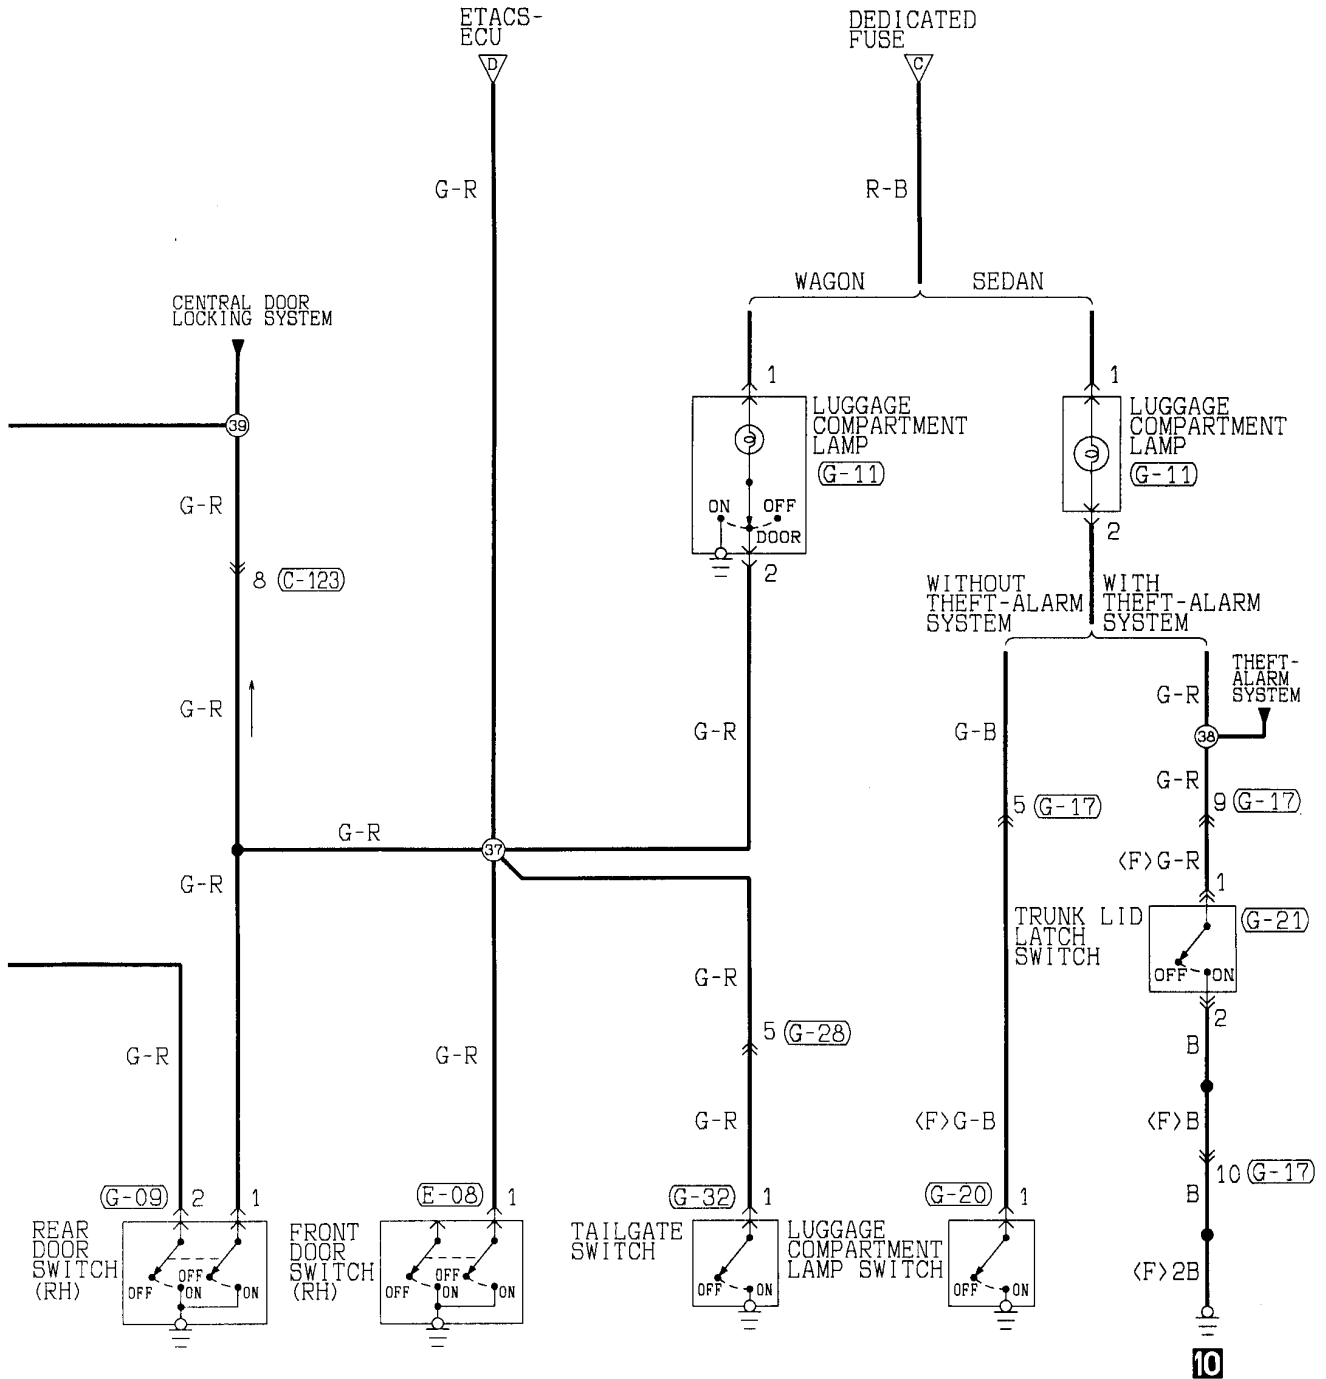 ETACS-
ECU
D
DEDICATED
FUSE
C
G-R
R-B
WAGON
SEDAN
CENTRAL DOOR
LOCKING SYSTEM
39
1
LUGGAGE
COMPARTMENT
LAMP
G-11
ON
OFF
DOOR
2
1
LUGGAGE
COMPARTMENT
LAMP
G-11
2
G-R
8
C-123
WITHOUT
THEFT-ALARM
SYSTEM
WITH
THEFT-ALARM
SYSTEM
THEFT-
ALARM
SYSTEM
G-R
G-R
G-R
G-B
38
G-R
5
G-17
9
G-17
G-R
37
<F>G-R
1
G-R
TRUNK LID
LATCH
SWITCH
G-21
OFF
ON
2
G-R
5
G-28
G-R
G-R
B
G-R
<F>G-B
<F>B
10
G-17
B
G-09
2
1
E-08
1
G-32
1
G-20
1
REAR
DOOR
SWITCH
(RH)
OFF
OFF
ON
ON
FRONT
DOOR
SWITCH
(RH)
OFF
OFF
ON
ON
TAILGATE
SWITCH
OFF
ON
LUGGAGE
COMPARTMENT
LAMP SWITCH
OFF
ON
<F>2B
10